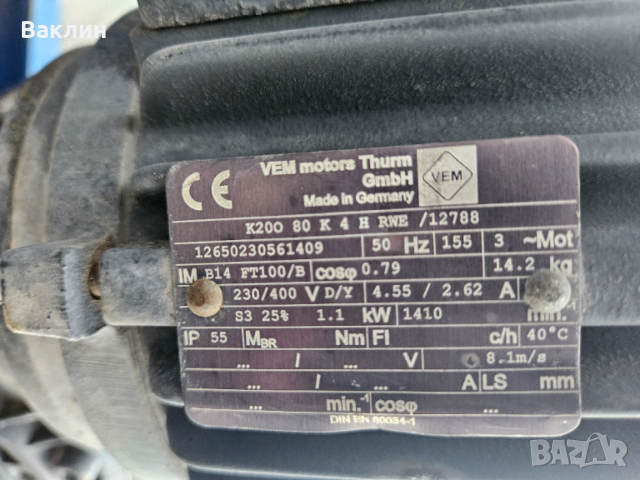 Ваклин
VEM motors Thurm
GmbH
Made in Germany
VEM
CE
K20O 80 K 4 H RWE /12788
12650230561409 50 Hz 155 3 ~Mot
IM B14 FT100/B cosφ 0.79 14.2 kg
230/400 V D/Y 4.55 / 2.62 A
S3 25% 1.1 kW 1410 min.⁻¹
IP 55 MBR Nm FI c/h 40°C
... / ... V 8.1m/s
... / ... A LS mm
... min.⁻¹ cosφ
DIN EN 60034-1
BAZAR